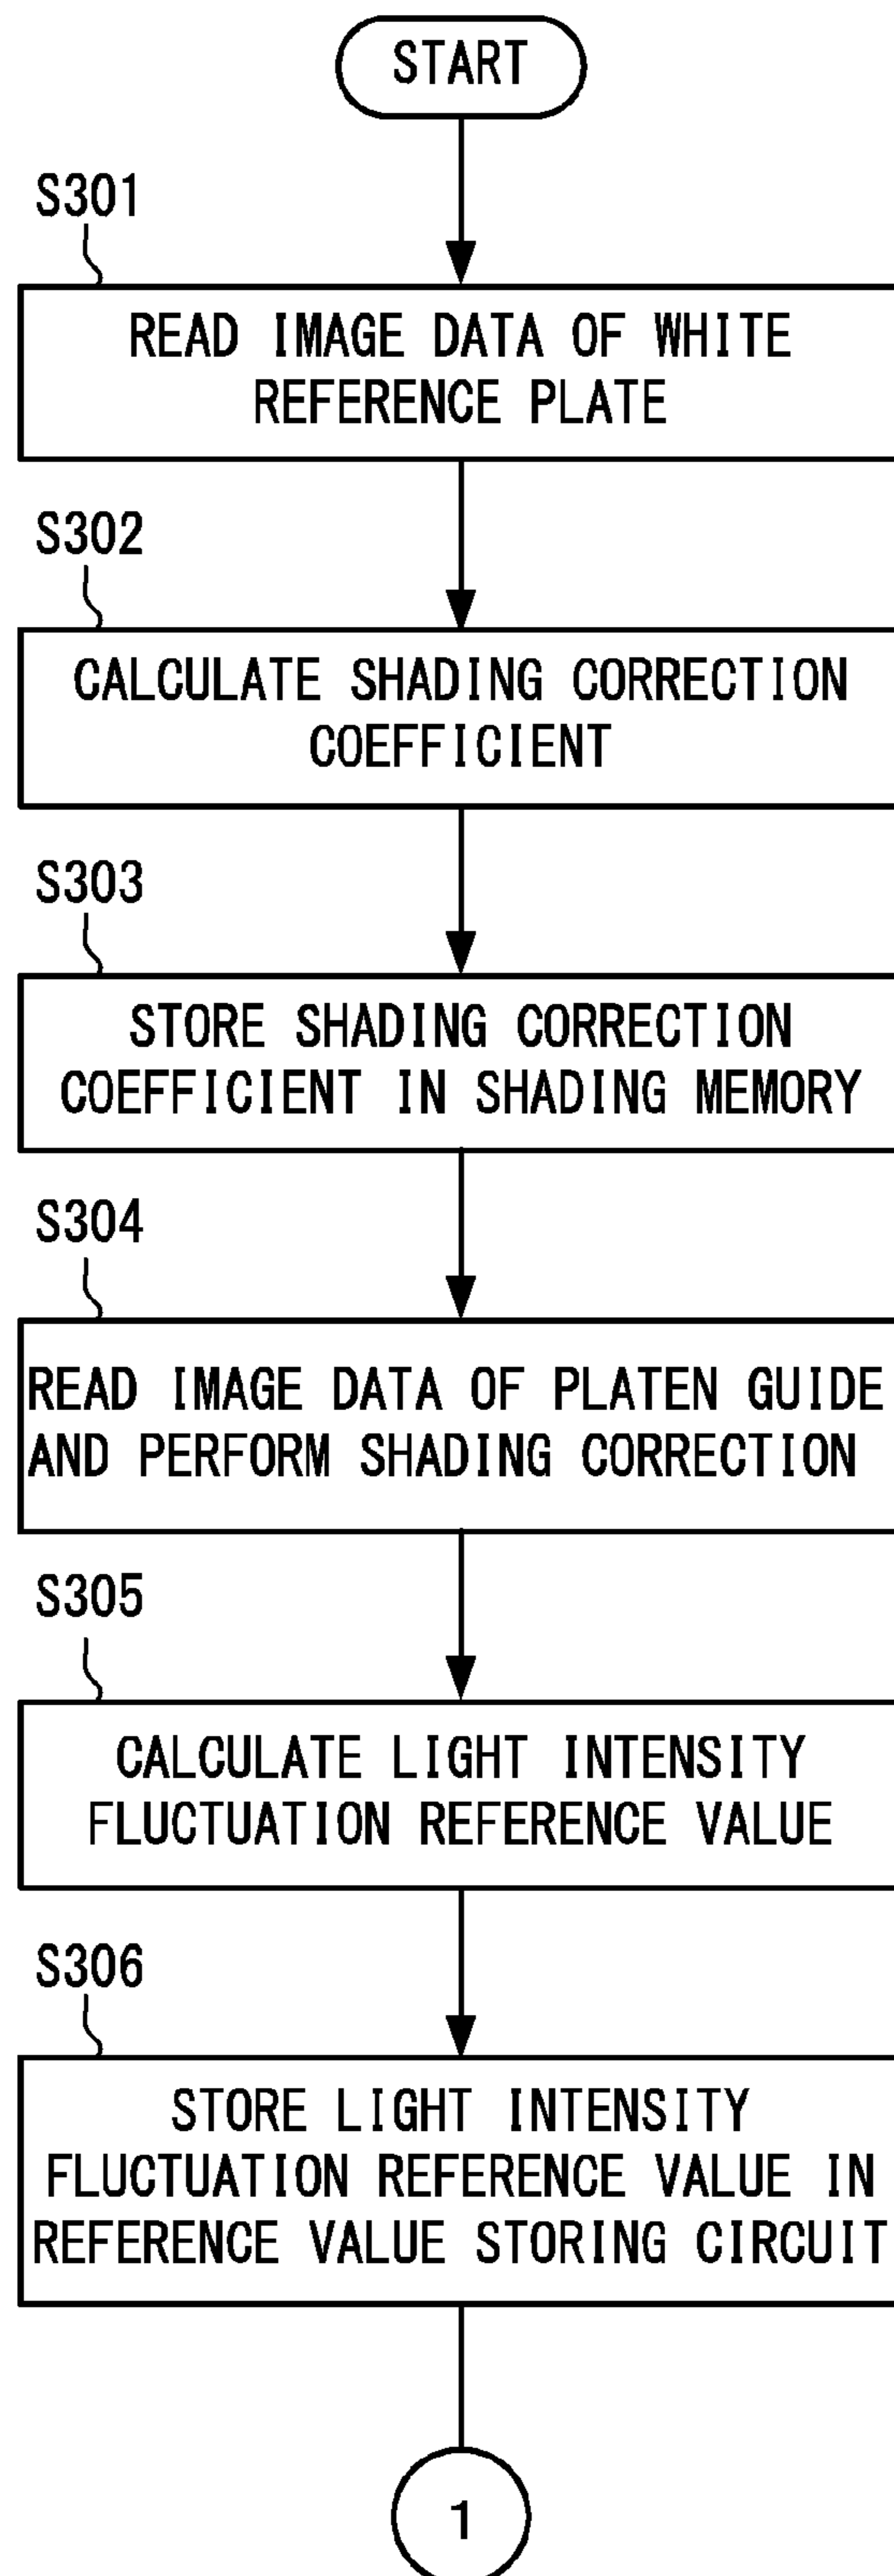 START
S301
READ IMAGE DATA OF WHITE
REFERENCE PLATE
S302
CALCULATE SHADING CORRECTION
COEFFICIENT
S303
STORE SHADING CORRECTION
COEFFICIENT IN SHADING MEMORY
S304
READ IMAGE DATA OF PLATEN GUIDE
AND PERFORM SHADING CORRECTION
S305
CALCULATE LIGHT INTENSITY
FLUCTUATION REFERENCE VALUE
S306
STORE LIGHT INTENSITY
FLUCTUATION REFERENCE VALUE IN
REFERENCE VALUE STORING CIRCUIT
1